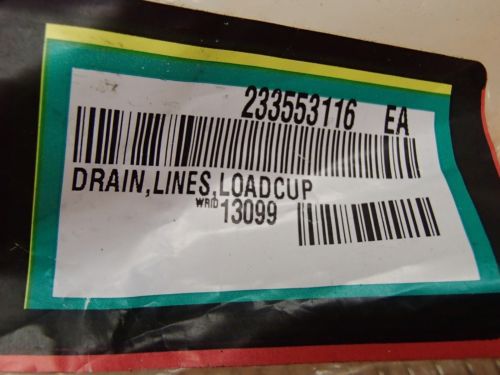 233553116 EA
DRAIN,LINES,LOADCUP
WRID 13099